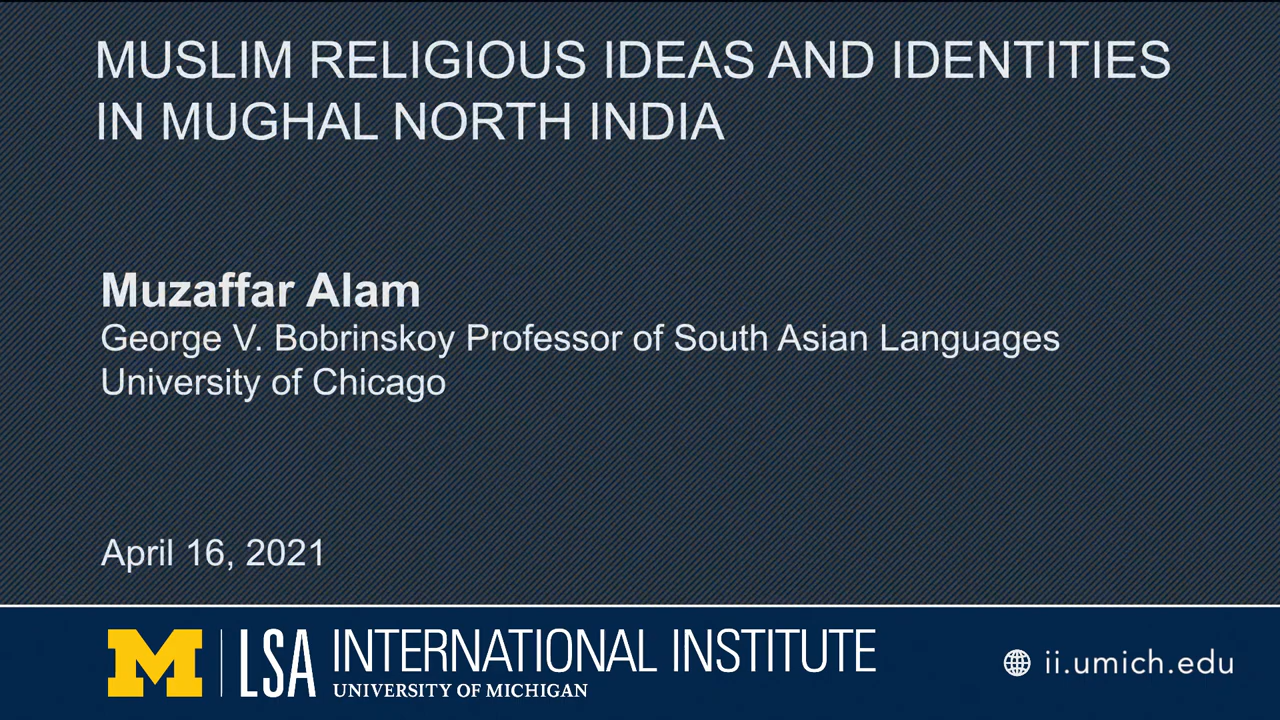 MUSLIM RELIGIOUS IDEAS AND IDENTITIES
IN MUGHAL NORTH INDIA
Muzaffar Alam
George V. Bobrinskoy Professor of South Asian Languages
University of Chicago
April 16, 2021
M LSA INTERNATIONAL INSTITUTE
UNIVERSITY OF MICHIGAN
ii.umich.edu